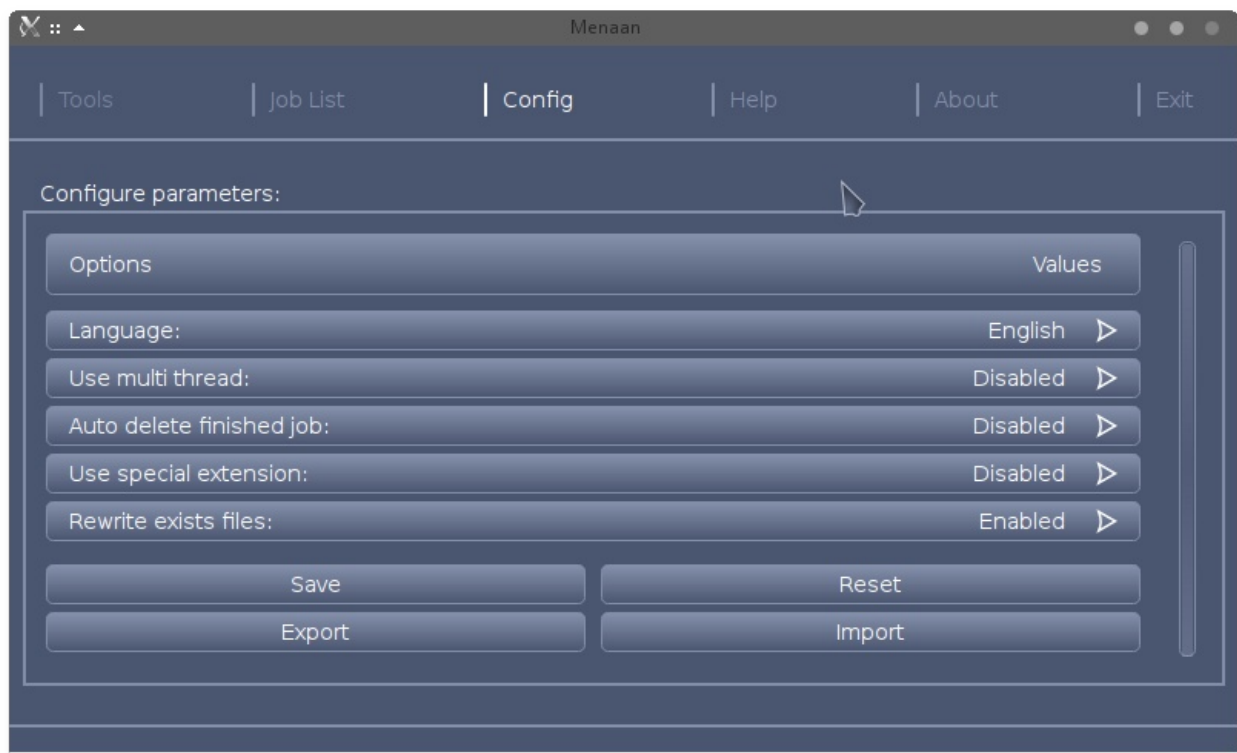 Menaan
Tools Job List Config Help About Exit
Configure parameters:
Options Values
Language: English
Use multi thread: Disabled
Auto delete finished job: Disabled
Use special extension: Disabled
Rewrite exists files: Enabled
Save Reset
Export Import